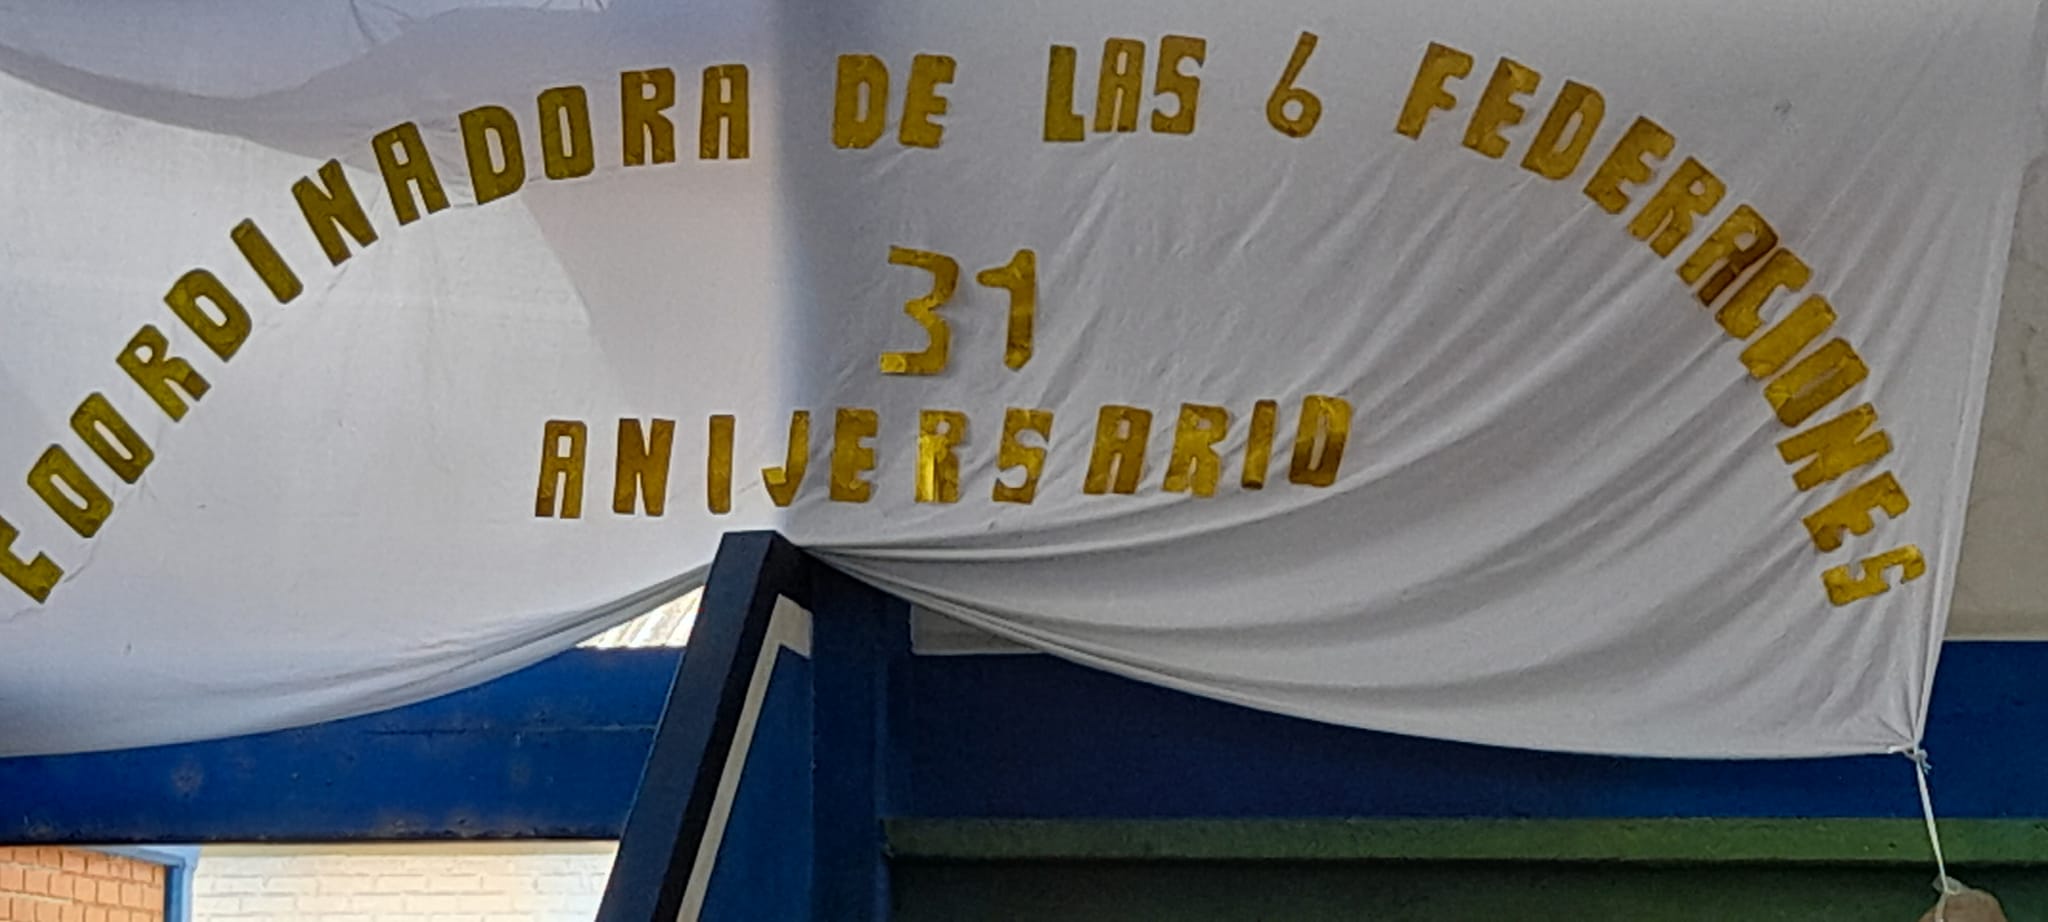 COORDINADORA DE LAS 6 FEDERACIONES
31
ANIJERSARIO